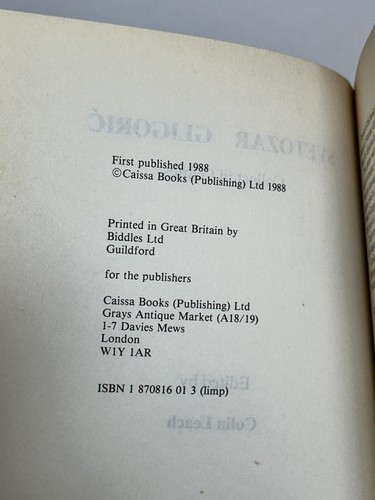 First published 1988
©Caissa Books (Publishing) Ltd 1988
Printed in Great Britain by
Biddles Ltd
Guildford
for the publishers
Caissa Books (Publishing) Ltd
Grays Antique Market (A18/19)
1-7 Davies Mews
London
W1Y 1AR
ISBN 1 870816 01 3 (limp)